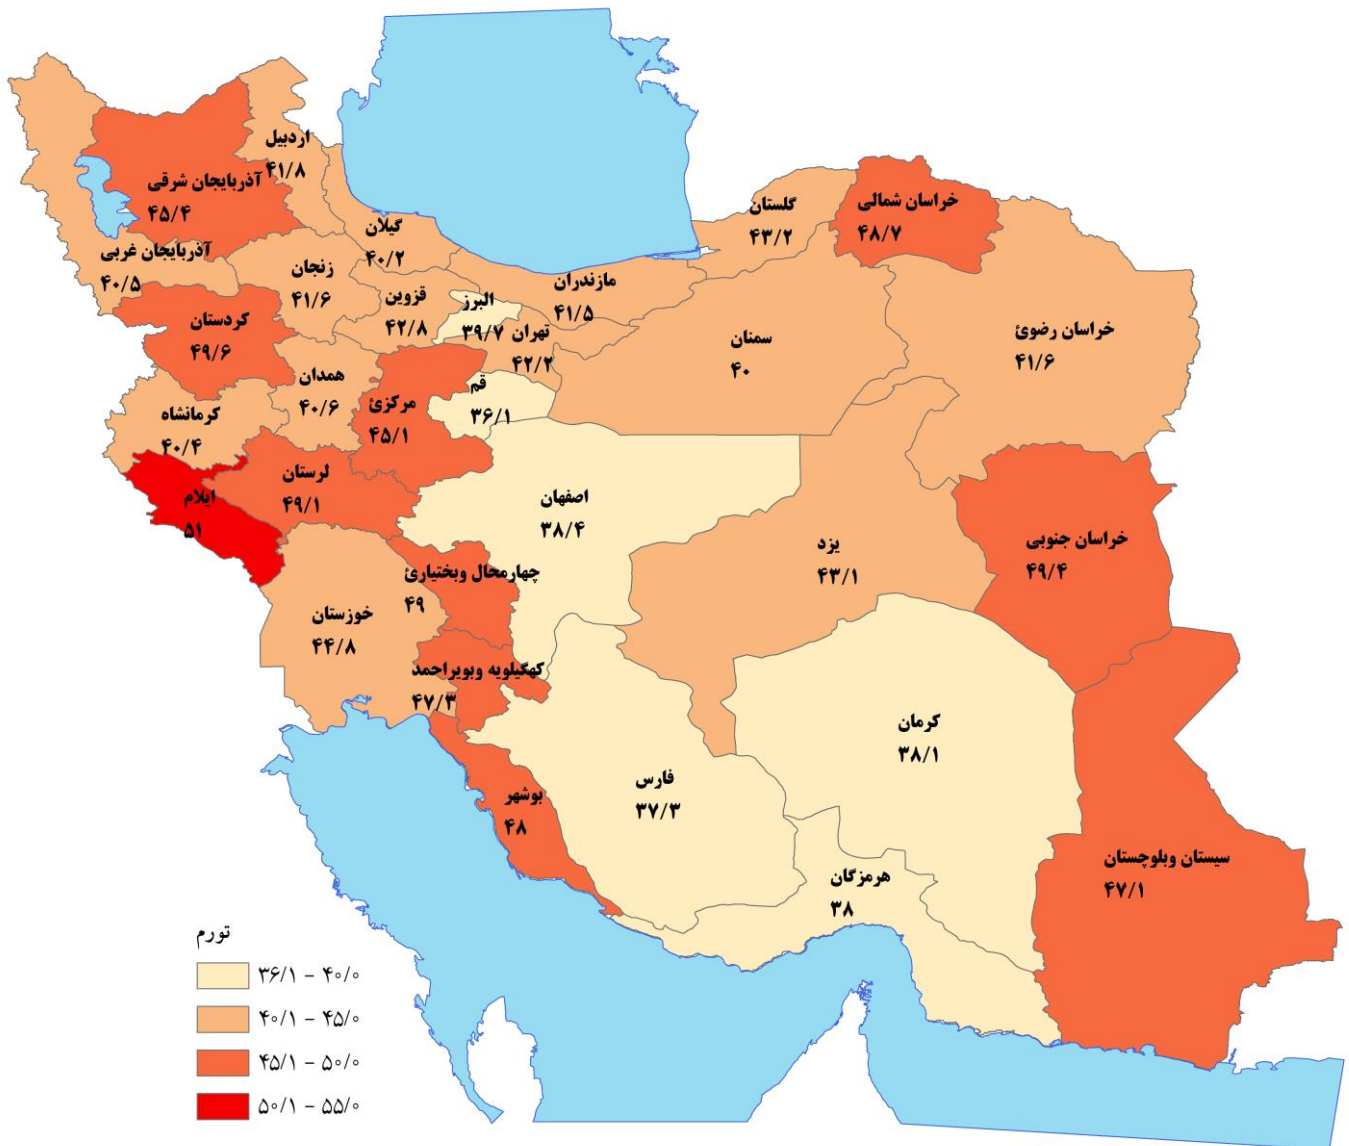 اردبیل
۴۱/۸
آذربایجان شرقی
۴۵/۴
آذربایجان غربی
۴۰/۵
گیلان
۴۰/۲
زنجان
۴۱/۶
قزوین
۴۲/۸
البرز
۳۹/۷
مازندران
۴۱/۵
تهران
۴۲/۲
گلستان
۴۳/۲
خراسان شمالی
۴۸/۷
خراسان رضوئ
۴۱/۶
سمنان
۴۰
کردستان
۴۹/۶
همدان
۴۰/۶
مرکزئ
۴۵/۱
قم
۳۶/۱
کرمانشاه
۴۰/۴
لرستان
۴۹/۱
ایلام
۵۱
اصفهان
۳۸/۴
یزد
۴۳/۱
خراسان جنوبی
۴۹/۴
چهارمحال وبختیارئ
۴۹
خوزستان
۴۴/۸
کهگیلویه وبویراحمد
۴۷/۳
کرمان
۳۸/۱
فارس
۳۷/۳
بوشهر
۴۸
هرمزگان
۳۸
سیستان وبلوچستان
۴۷/۱
تورم
۳۶/۱ - ۴۰/۰
۴۰/۱ - ۴۵/۰
۴۵/۱ - ۵۰/۰
۵۰/۱ - ۵۵/۰